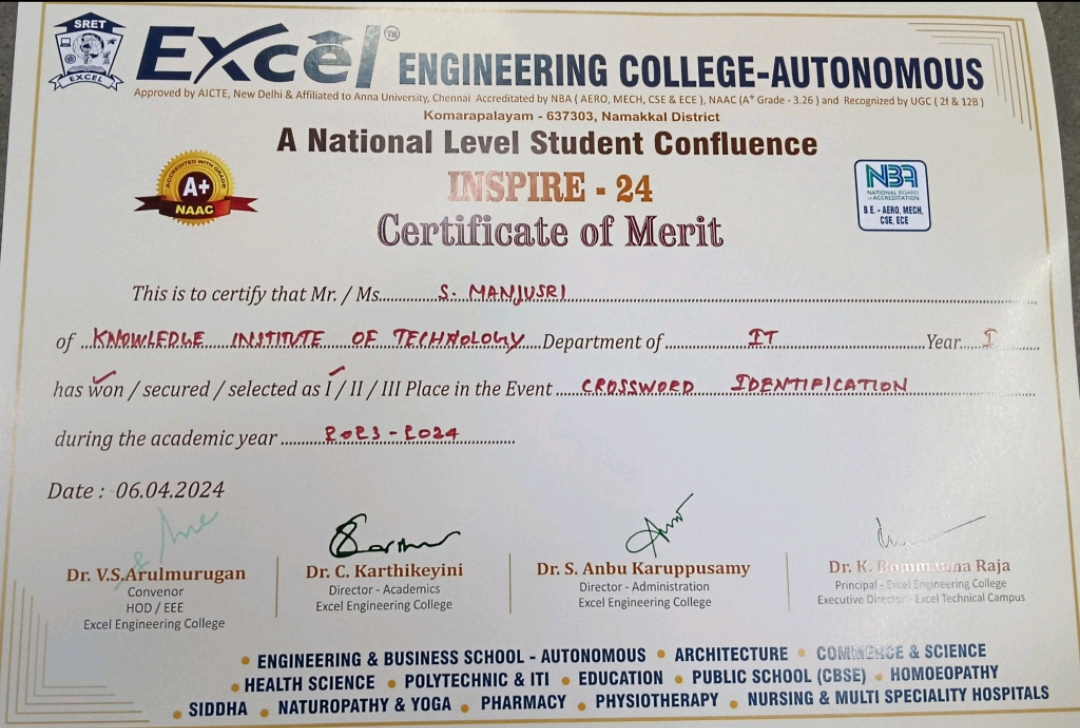 SRET
EXCEL
Excel TM ENGINEERING COLLEGE-AUTONOMOUS
Approved by AICTE, New Delhi & Affiliated to Anna University, Chennai Accreditated by NBA ( AERO, MECH, CSE & ECE ), NAAC (A+ Grade - 3.26 ) and Recognized by UGC ( 2f & 12B )
Komarapalayam - 637303, Namakkal District
A National Level Student Confluence
ACCREDITED WITH GRADE
A+
NAAC
INSPIRE - 24
NBA
NATIONAL BOARD
OF ACCREDITATION
B.E. - AERO, MECH,
CSE, ECE
Certificate of Merit
This is to certify that Mr. / Ms. S. MANJUSRI
of KNOWLEDGE INSTITUTE OF TECHNOLOGY Department of IT Year I
has won / secured / selected as I / II / III Place in the Event CROSSWORD IDENTIFICATION
during the academic year 2023-2024
Date : 06.04.2024
Dr. V.S.Arulmurugan
Convenor
HOD / EEE
Excel Engineering College
Dr. C. Karthikeyini
Director - Academics
Excel Engineering College
Dr. S. Anbu Karuppusamy
Director - Administration
Excel Engineering College
Dr. K. Bommanna Raja
Principal - Excel Engineering College
Executive Director - Excel Technical Campus
• ENGINEERING & BUSINESS SCHOOL - AUTONOMOUS • ARCHITECTURE • COMMERCE & SCIENCE
• HEALTH SCIENCE • POLYTECHNIC & ITI • EDUCATION • PUBLIC SCHOOL (CBSE) • HOMOEOPATHY
• SIDDHA • NATUROPATHY & YOGA • PHARMACY • PHYSIOTHERAPY • NURSING & MULTI SPECIALITY HOSPITALS